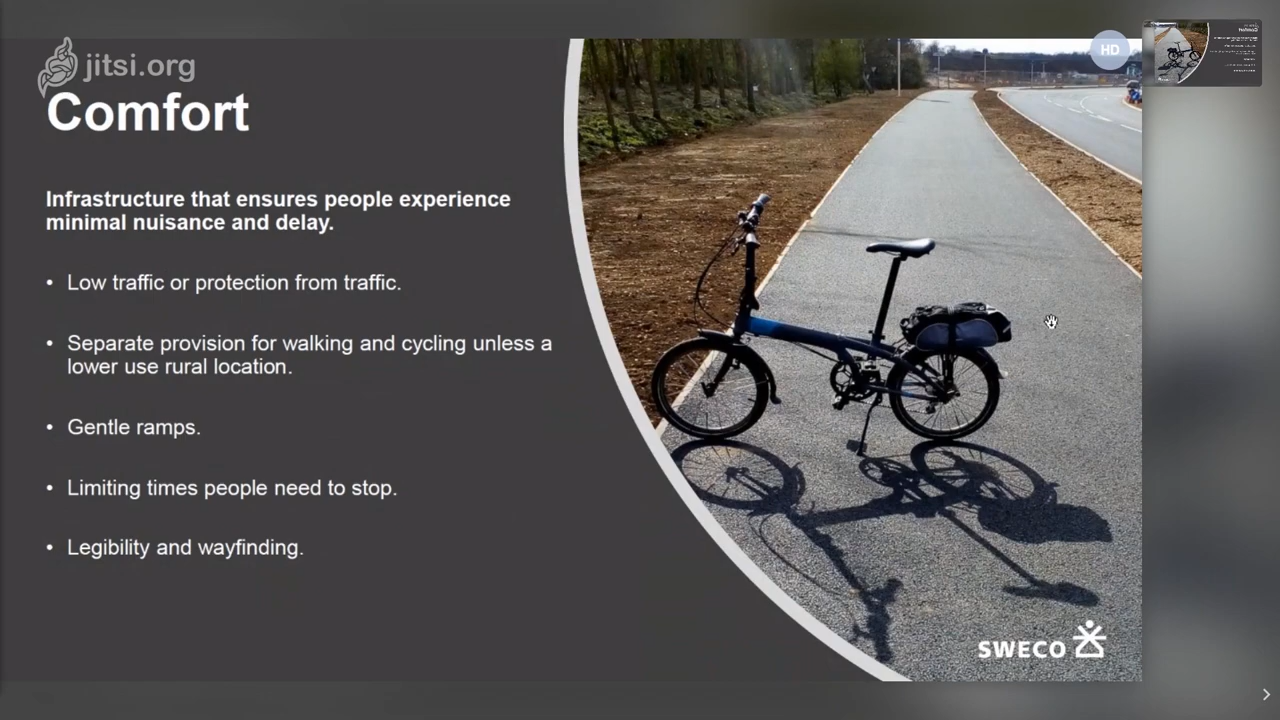 jitsi.org
HD
Comfort
Infrastructure that ensures people experience
minimal nuisance and delay.
• Low traffic or protection from traffic.
• Separate provision for walking and cycling unless a
lower use rural location.
• Gentle ramps.
• Limiting times people need to stop.
• Legibility and wayfinding.
SWECO